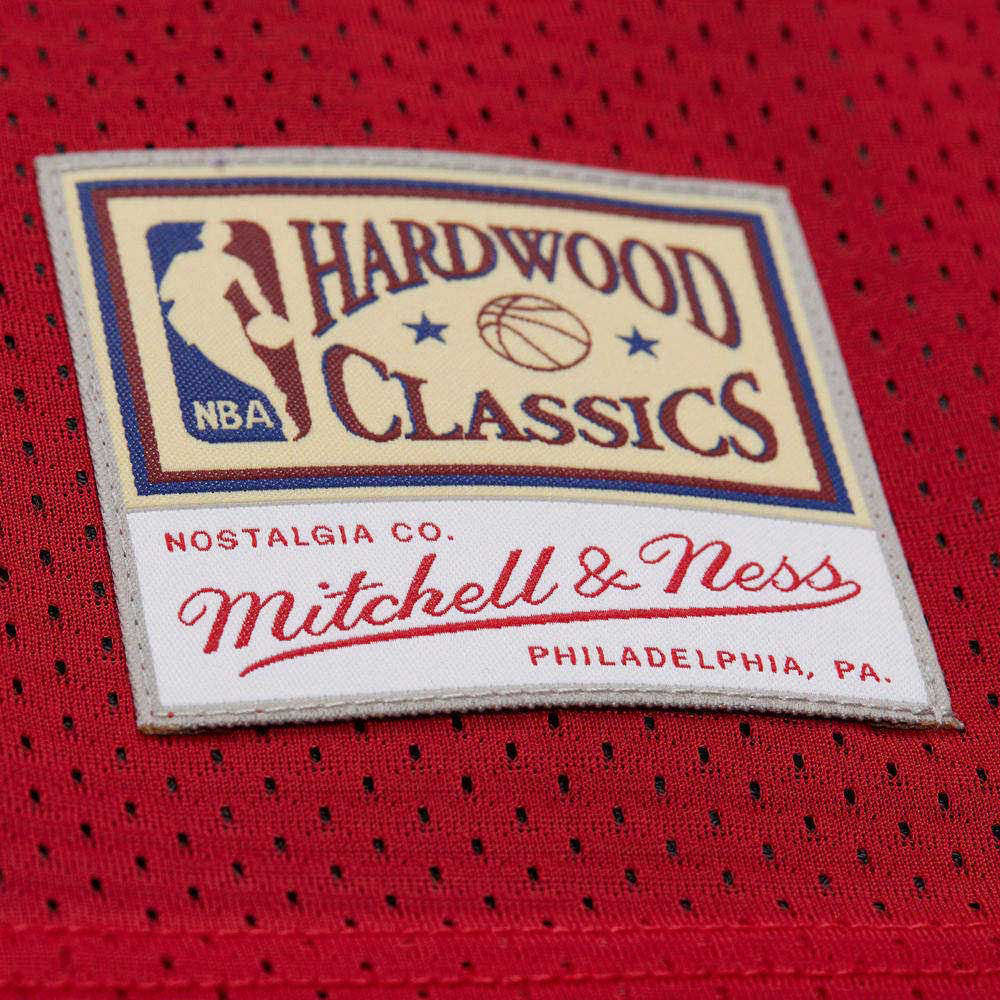 HARDWOOD
CLASSICS
NBA
NOSTALGIA CO.
Mitchell & Ness
PHILADELPHIA, PA.